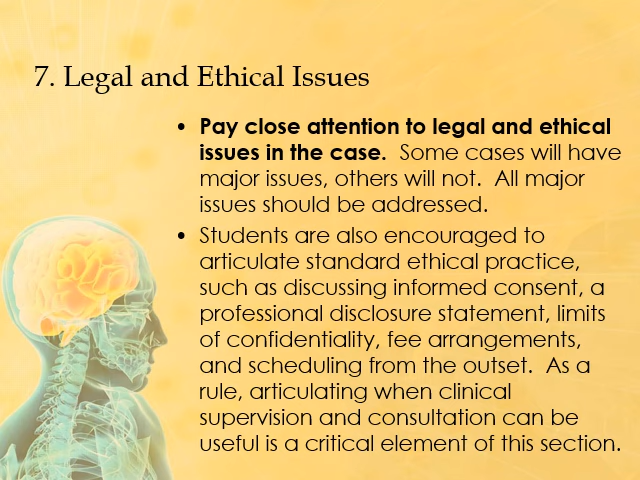 7. Legal and Ethical Issues
• Pay close attention to legal and ethical
issues in the case.  Some cases will have
major issues, others will not.  All major
issues should be addressed.
• Students are also encouraged to
articulate standard ethical practice,
such as discussing informed consent, a
professional disclosure statement, limits
of confidentiality, fee arrangements,
and scheduling from the outset.  As a
rule, articulating when clinical
supervision and consultation can be
useful is a critical element of this section.